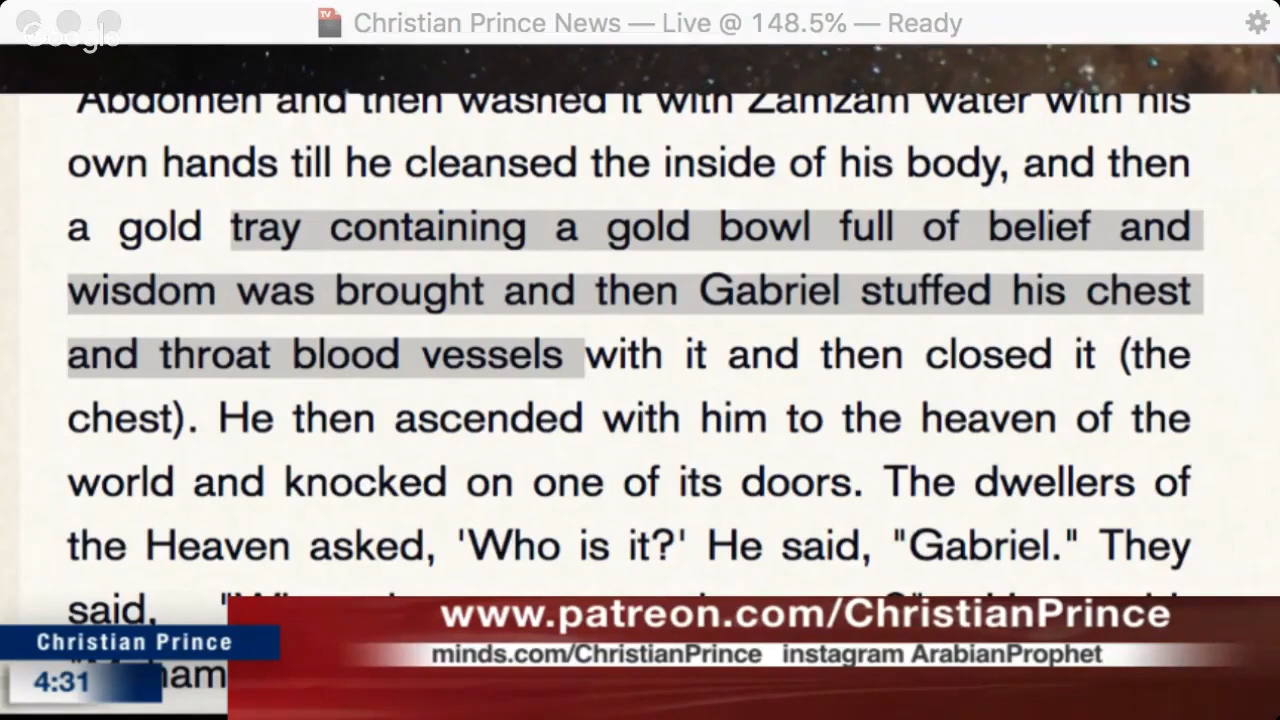 Christian Prince News — Live @ 148.5% — Ready
Google
Abdomen and then washed it with Zamzam water with his
own hands till he cleansed the inside of his body, and then
a gold tray containing a gold bowl full of belief and
wisdom was brought and then Gabriel stuffed his chest
and throat blood vessels with it and then closed it (the
chest). He then ascended with him to the heaven of the
world and knocked on one of its doors. The dwellers of
the Heaven asked, 'Who is it?' He said, "Gabriel." They
said,
www.patreon.com/ChristianPrince
Christian Prince
minds.com/ChristianPrince instagram ArabianProphet
4:31